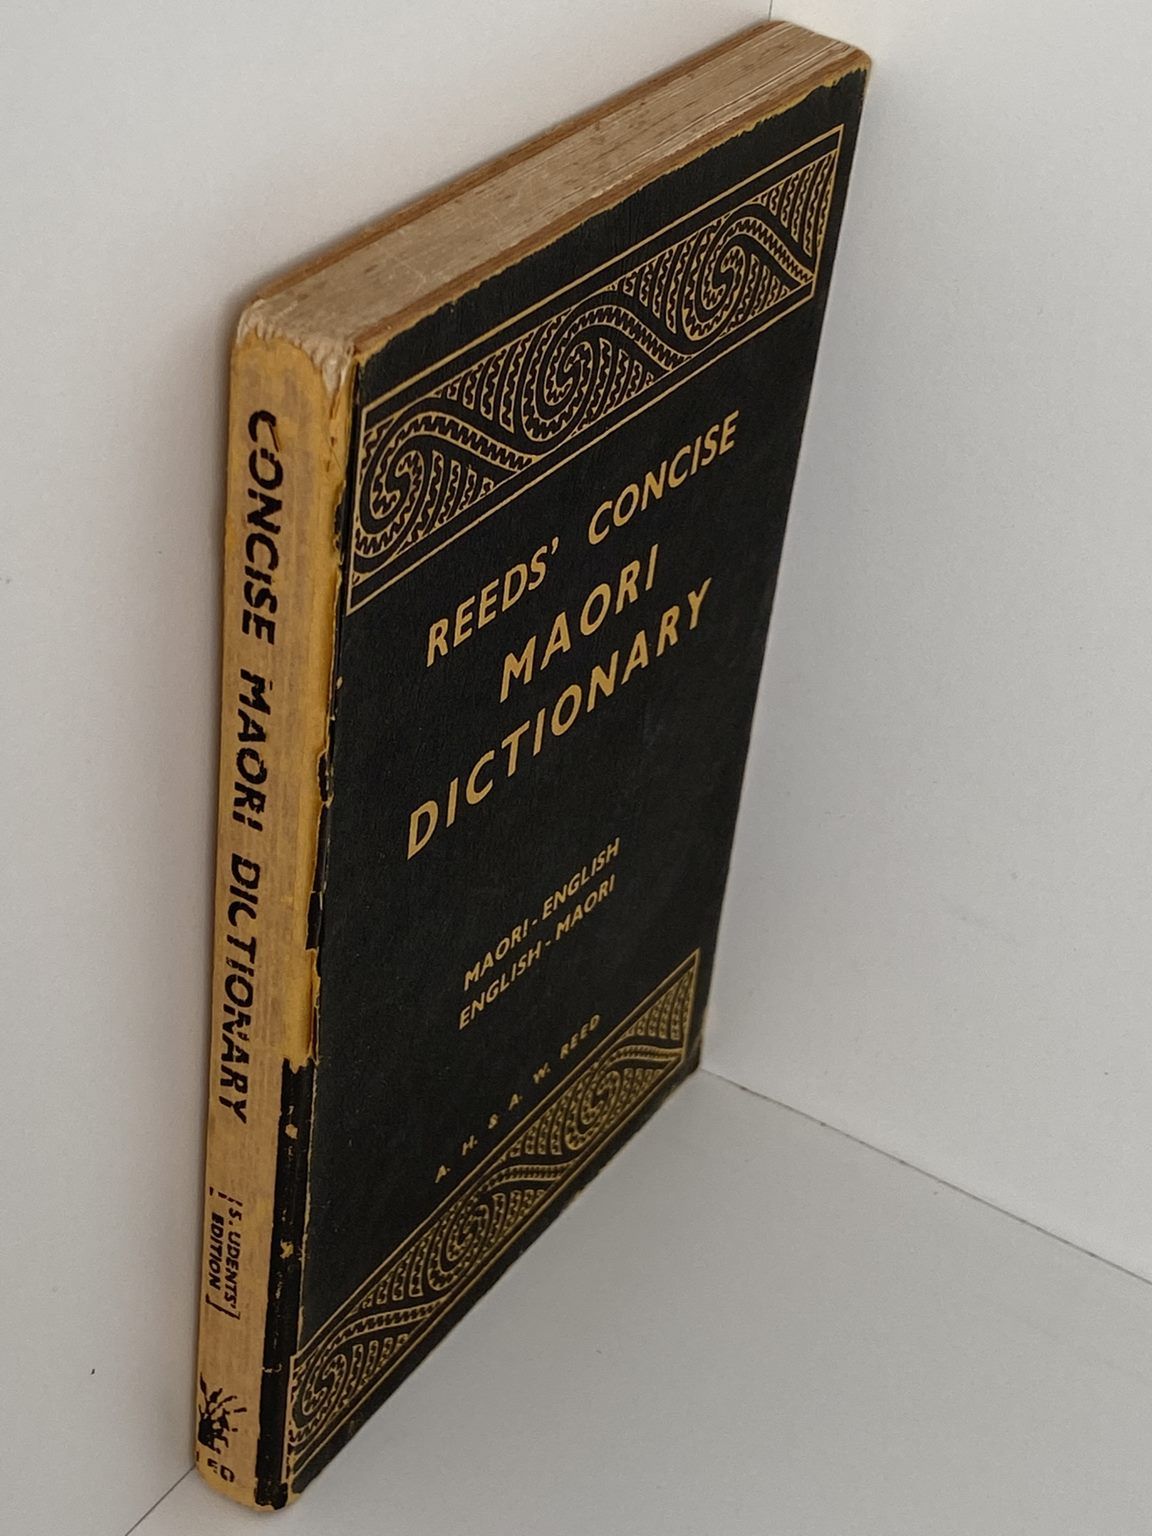 REEDS' CONCISE
MAORI
DICTIONARY
MAORI - ENGLISH
ENGLISH - MAORI
A. H. & A. W. REED
CONCISE MAORI DICTIONARY
EDITION]